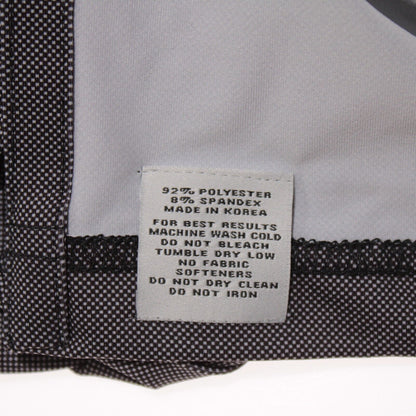 92% POLYESTER
8% SPANDEX
MADE IN KOREA
FOR BEST RESULTS
MACHINE WASH COLD
DO NOT BLEACH
TUMBLE DRY LOW
NO FABRIC
SOFTENERS
DO NOT DRY CLEAN
DO NOT IRON